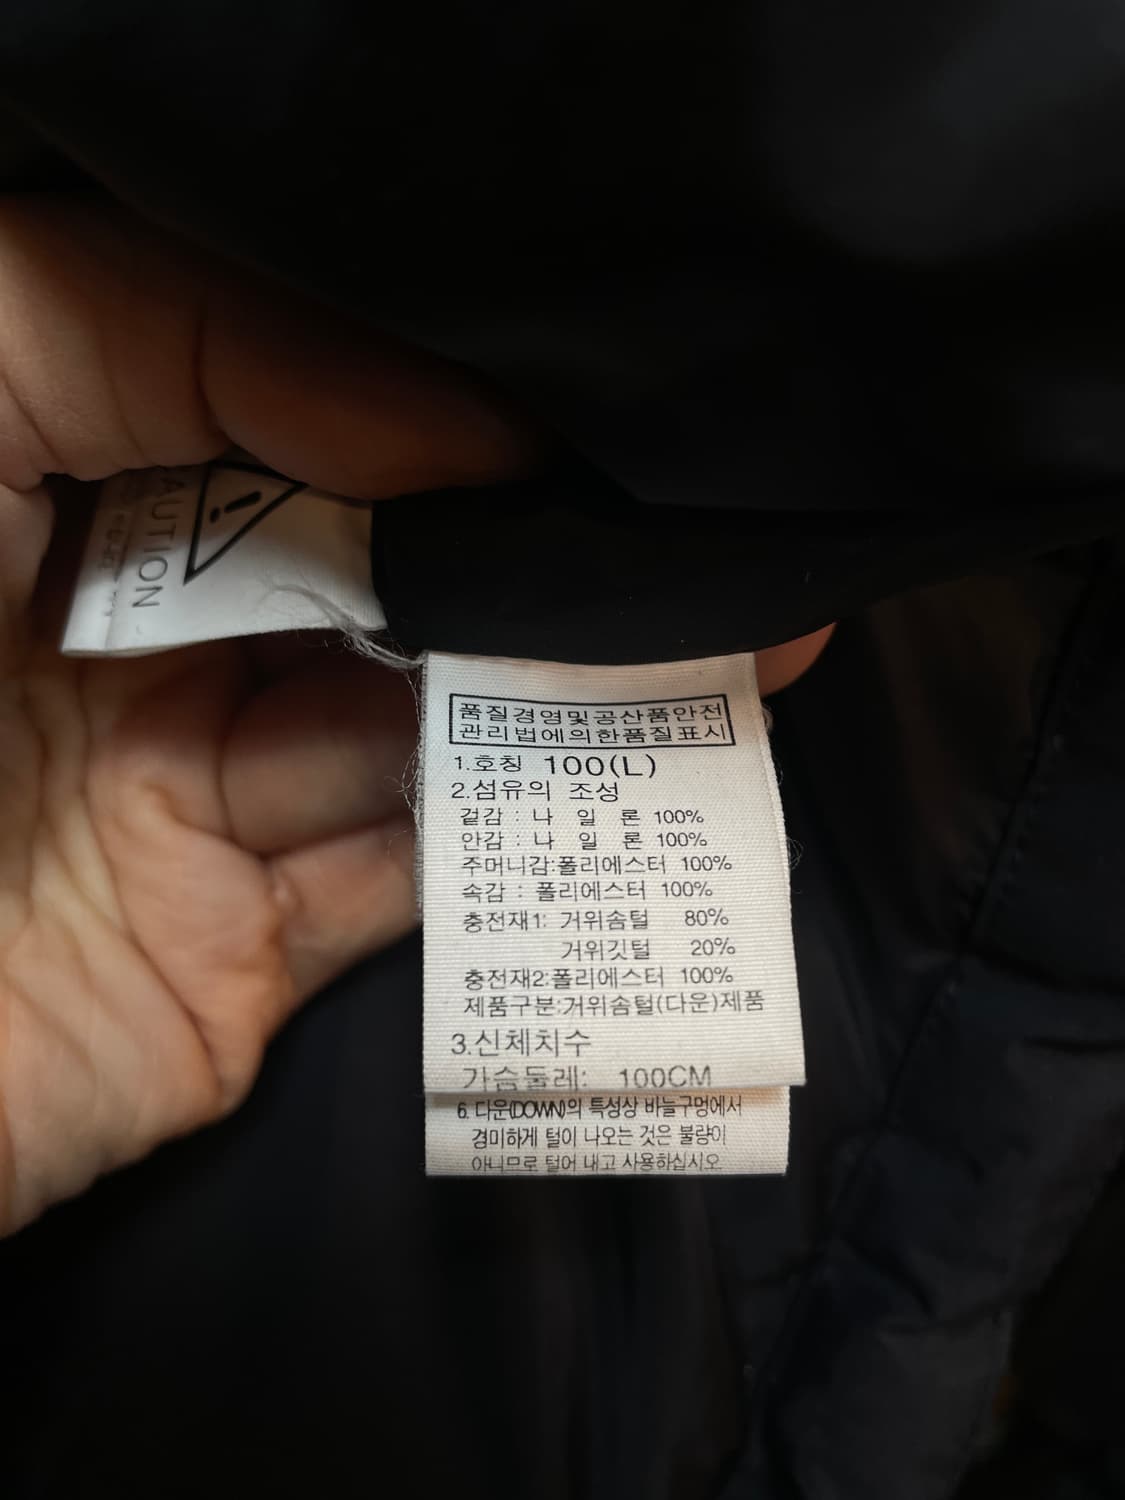 CAUTION
품질경영및공산품안전
관리법에의한품질표시
1.호칭 100(L)
2.섬유의 조성
겉감 : 나 일 론 100%
안감 : 나 일 론 100%
주머니감:폴리에스터 100%
속감 : 폴리에스터 100%
충전재1: 거위솜털 80%
거위깃털 20%
충전재2:폴리에스터 100%
제품구분:거위솜털(다운)제품
3.신체치수
가슴둘레: 100CM
6. 다운(DOWN)의 특성상 바늘구멍에서
경미하게 털이 나오는 것은 불량이
아니므로 털어 내고 사용하십시오